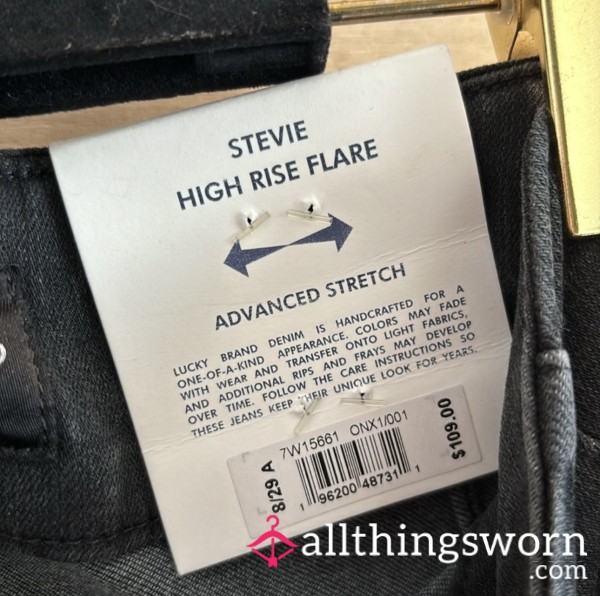 STEVIE
HIGH RISE FLARE
ADVANCED STRETCH
LUCKY BRAND DENIM IS HANDCRAFTED FOR A
ONE-OF-A-KIND APPEARANCE. COLORS MAY FADE
WITH WEAR AND TRANSFER ONTO LIGHT FABRICS,
AND ADDITIONAL RIPS AND FRAYS MAY DEVELOP
OVER TIME. FOLLOW THE CARE INSTRUCTIONS SO
THESE JEANS KEEP THEIR UNIQUE LOOK FOR YEARS.
7W15661 ONX1/001
8/29 A
$109.00
1 96200 48731 1
allthingsworn
.com